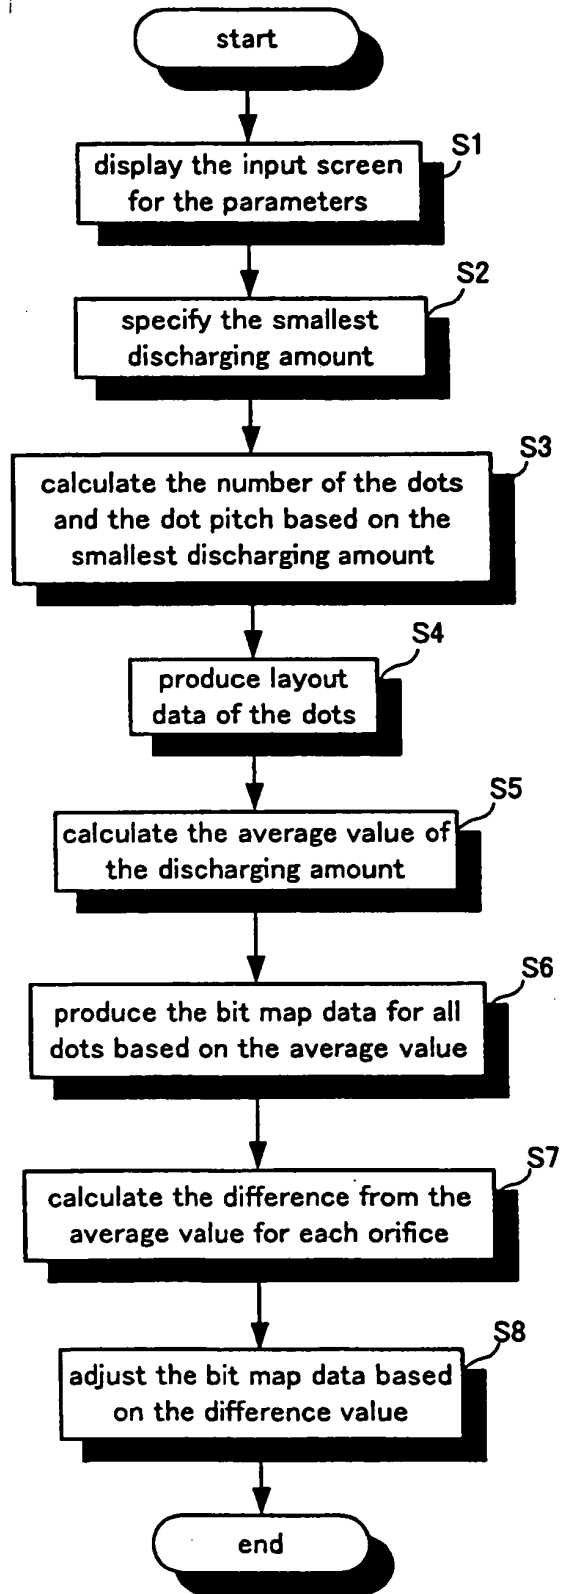 start
S1
display the input screen
for the parameters
S2
specify the smallest
discharging amount
S3
calculate the number of the dots
and the dot pitch based on the
smallest discharging amount
S4
produce layout
data of the dots
S5
calculate the average value of
the discharging amount
S6
produce the bit map data for all
dots based on the average value
S7
calculate the difference from the
average value for each orifice
S8
adjust the bit map data based
on the difference value
end